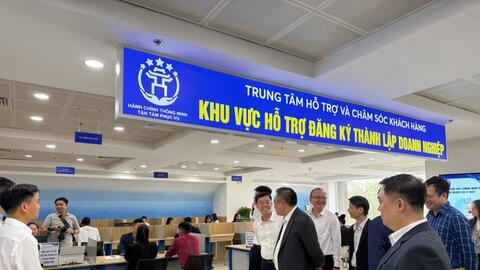 TRUNG TÂM HỖ TRỢ VÀ CHĂM SÓC KHÁCH HÀNG
KHU VỰC HỖ TRỢ ĐĂNG KÝ THÀNH LẬP DOANH NGHIỆP
HÀNH CHÍNH THÔNG MINH
TẬN TÂM PHỤC VỤ